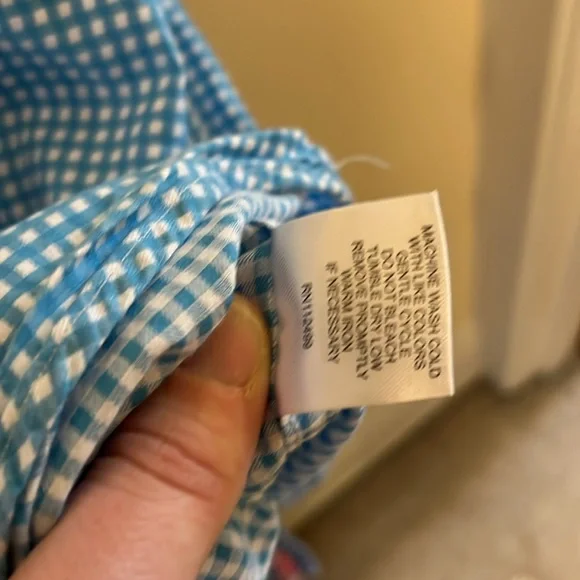 MACHINE WASH COLD
WITH LIKE COLORS
GENTLE CYCLE
DO NOT BLEACH
TUMBLE DRY LOW
REMOVE PROMPTLY
WARM IRON
IF NECESSARY
RN112499